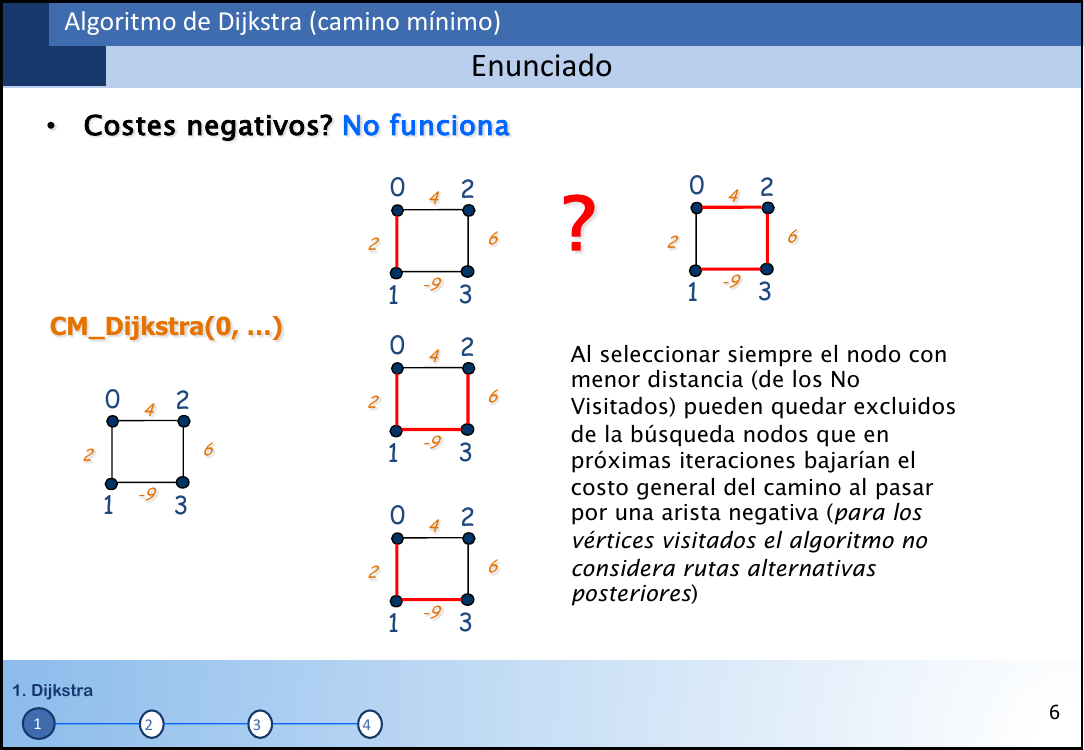 Algoritmo de Dijkstra (camino mínimo)
Enunciado
• Costes negativos? No funciona
0 4 2
2 6
1 -9 3
?
0 4 2
2 6
1 -9 3
CM_Dijkstra(0, ...)
0 4 2
2 6
1 -9 3
0 4 2
2 6
1 -9 3
0 4 2
2 6
1 -9 3
Al seleccionar siempre el nodo con
menor distancia (de los No
Visitados) pueden quedar excluidos
de la búsqueda nodos que en
próximas iteraciones bajarían el
costo general del camino al pasar
por una arista negativa (para los
vértices visitados el algoritmo no
considera rutas alternativas
posteriores)
1. Dijkstra
1 2 3 4
6